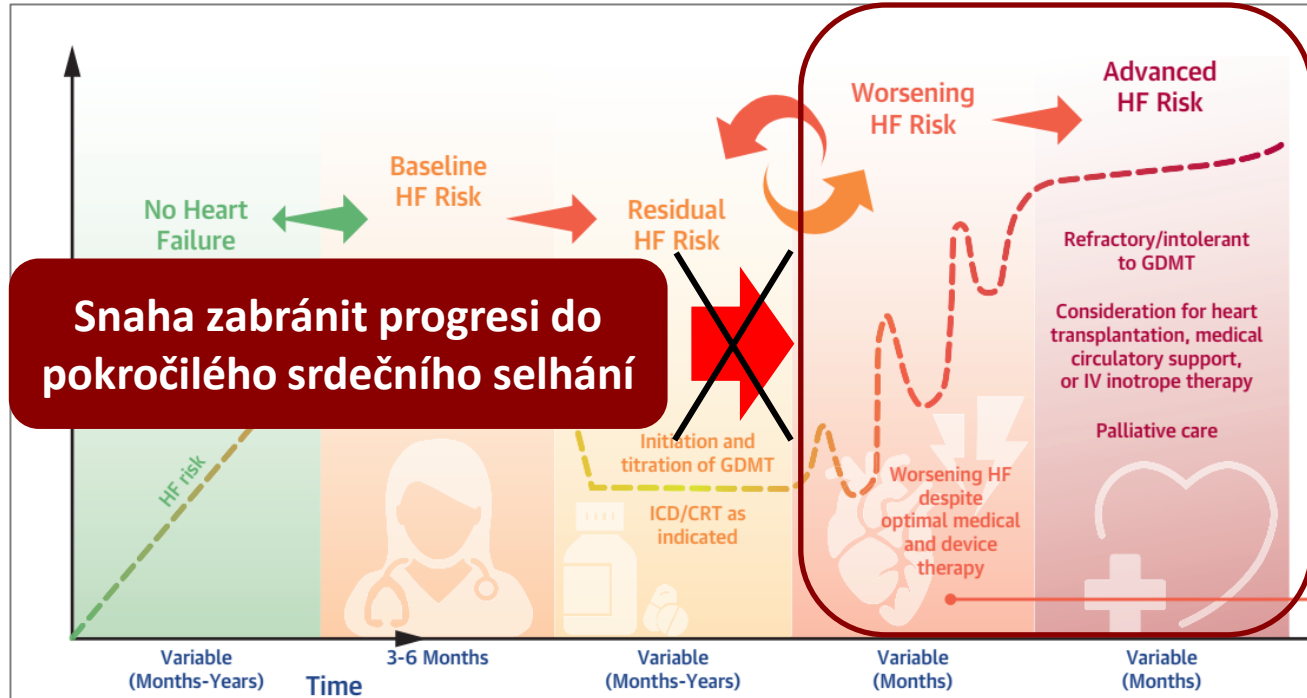 No Heart
Failure
Baseline
HF Risk
Residual
HF Risk
Worsening
HF Risk
Advanced
HF Risk
Snaha zabránit progresi do
pokročilého srdečního selhání
HF risk
Initiation and
titration of GDMT
ICD/CRT as
indicated
Worsening HF
despite
optimal medical
and device
therapy
Refractory/intolerant
to GDMT
Consideration for heart
transplantation, medical
circulatory support,
or IV inotrope therapy
Palliative care
Variable
(Months-Years)
Time
3-6 Months
Variable
(Months-Years)
Variable
(Months)
Variable
(Months)